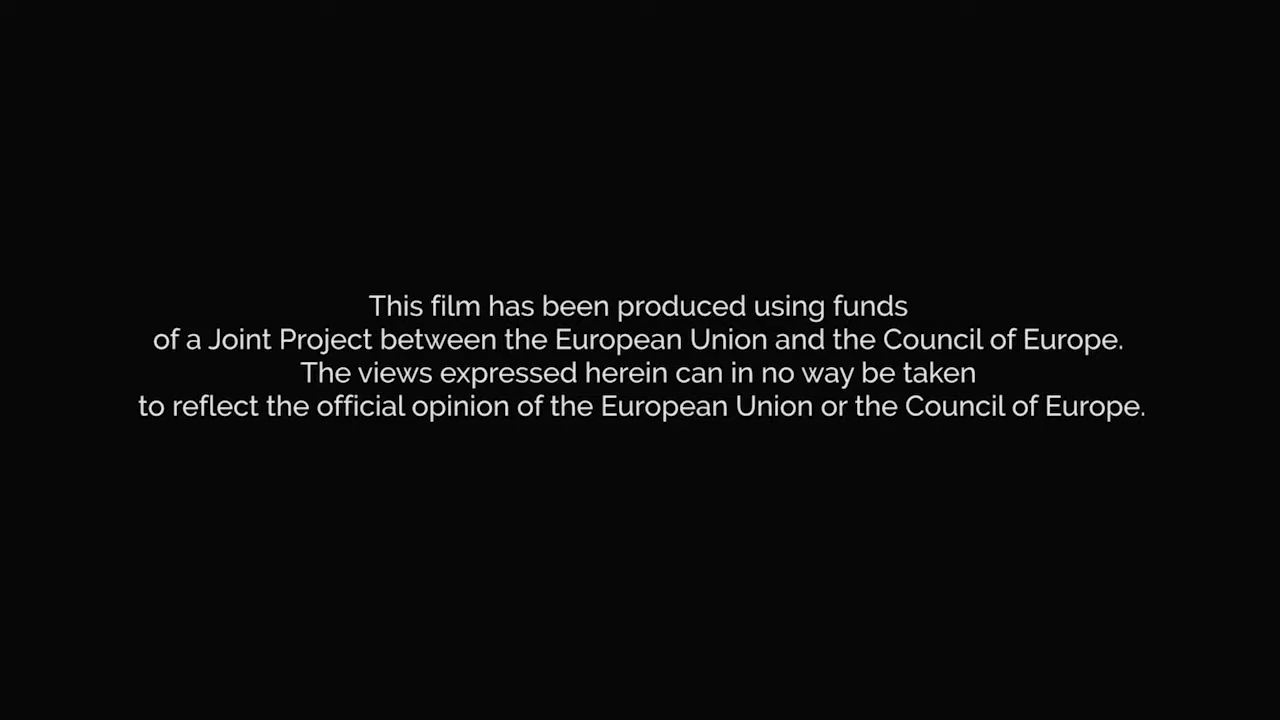 This film has been produced using funds
of a Joint Project between the European Union and the Council of Europe.
The views expressed herein can in no way be taken
to reflect the official opinion of the European Union or the Council of Europe.